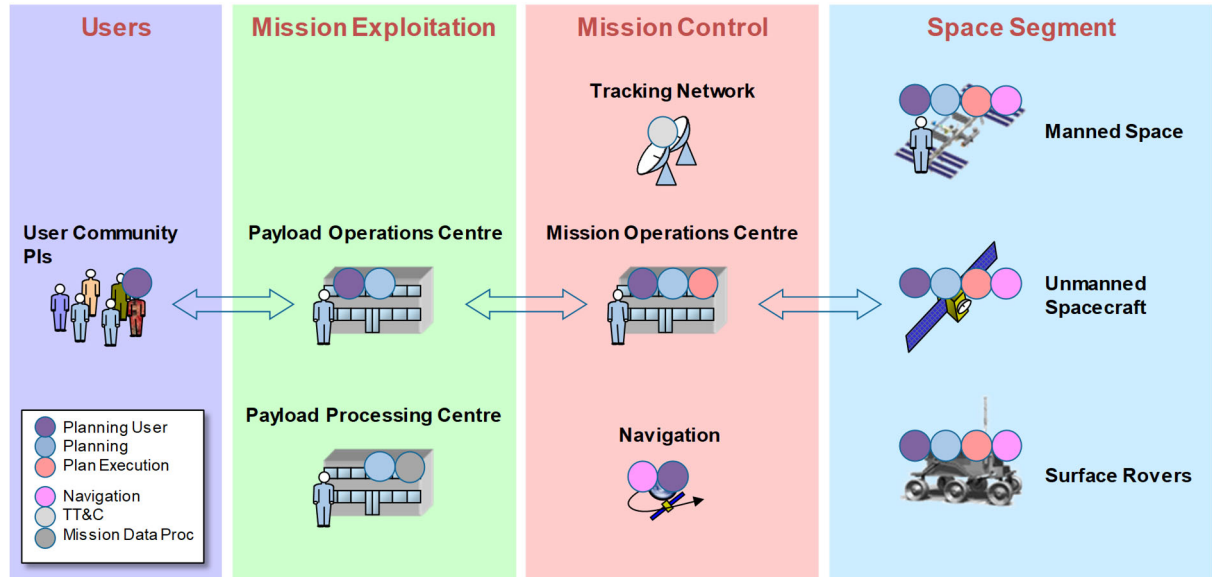 Users
Mission Exploitation
Mission Control
Space Segment
Tracking Network
Manned Space
User Community
PIs
Payload Operations Centre
Mission Operations Centre
Unmanned
Spacecraft
Payload Processing Centre
Navigation
Surface Rovers
Planning User
Planning
Plan Execution
Navigation
TT&C
Mission Data Proc